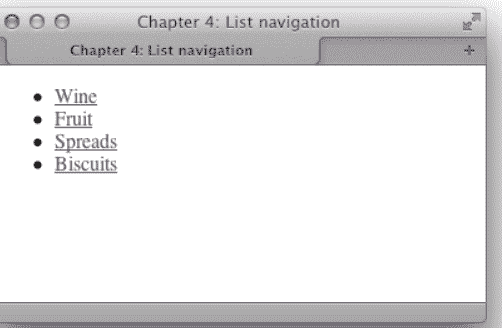 Chapter 4: List navigation
Chapter 4: List navigation
Wine
Fruit
Spreads
Biscuits